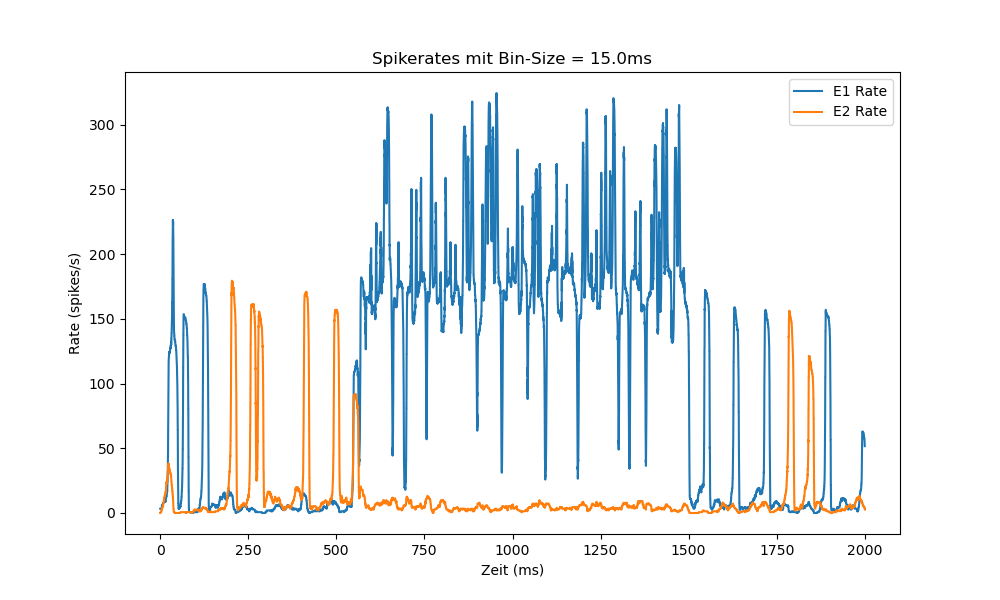 Spikerates mit Bin-Size = 15.0ms
E1 Rate
E2 Rate
Rate (spikes/s)
300
250
200
150
100
50
0
0 250 500 750 1000 1250 1500 1750 2000
Zeit (ms)